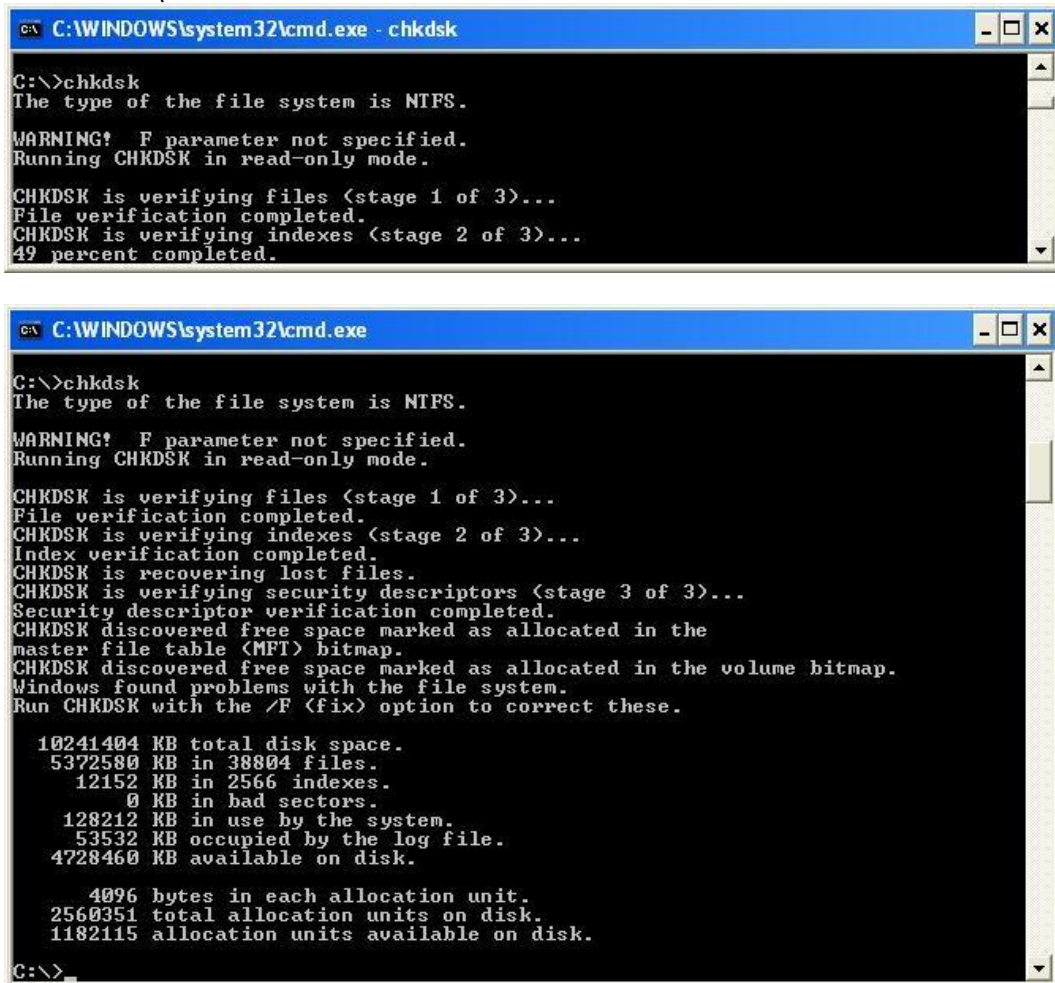 C:\WINDOWS\system32\cmd.exe - chkdsk
C:\>chkdsk
The type of the file system is NTFS.
WARNING!  F parameter not specified.
Running CHKDSK in read-only mode.
CHKDSK is verifying files (stage 1 of 3)...
File verification completed.
CHKDSK is verifying indexes (stage 2 of 3)...
49 percent completed.
C:\WINDOWS\system32\cmd.exe
C:\>chkdsk
The type of the file system is NTFS.
WARNING!  F parameter not specified.
Running CHKDSK in read-only mode.
CHKDSK is verifying files (stage 1 of 3)...
File verification completed.
CHKDSK is verifying indexes (stage 2 of 3)...
Index verification completed.
CHKDSK is recovering lost files.
CHKDSK is verifying security descriptors (stage 3 of 3)...
Security descriptor verification completed.
CHKDSK discovered free space marked as allocated in the
master file table (MFT) bitmap.
CHKDSK discovered free space marked as allocated in the volume bitmap.
Windows found problems with the file system.
Run CHKDSK with the /F (fix) option to correct these.
10241404 KB total disk space.
5372580 KB in 38804 files.
12152 KB in 2566 indexes.
0 KB in bad sectors.
128212 KB in use by the system.
53532 KB occupied by the log file.
4728460 KB available on disk.
4096 bytes in each allocation unit.
2560351 total allocation units on disk.
1182115 allocation units available on disk.
C:\>_